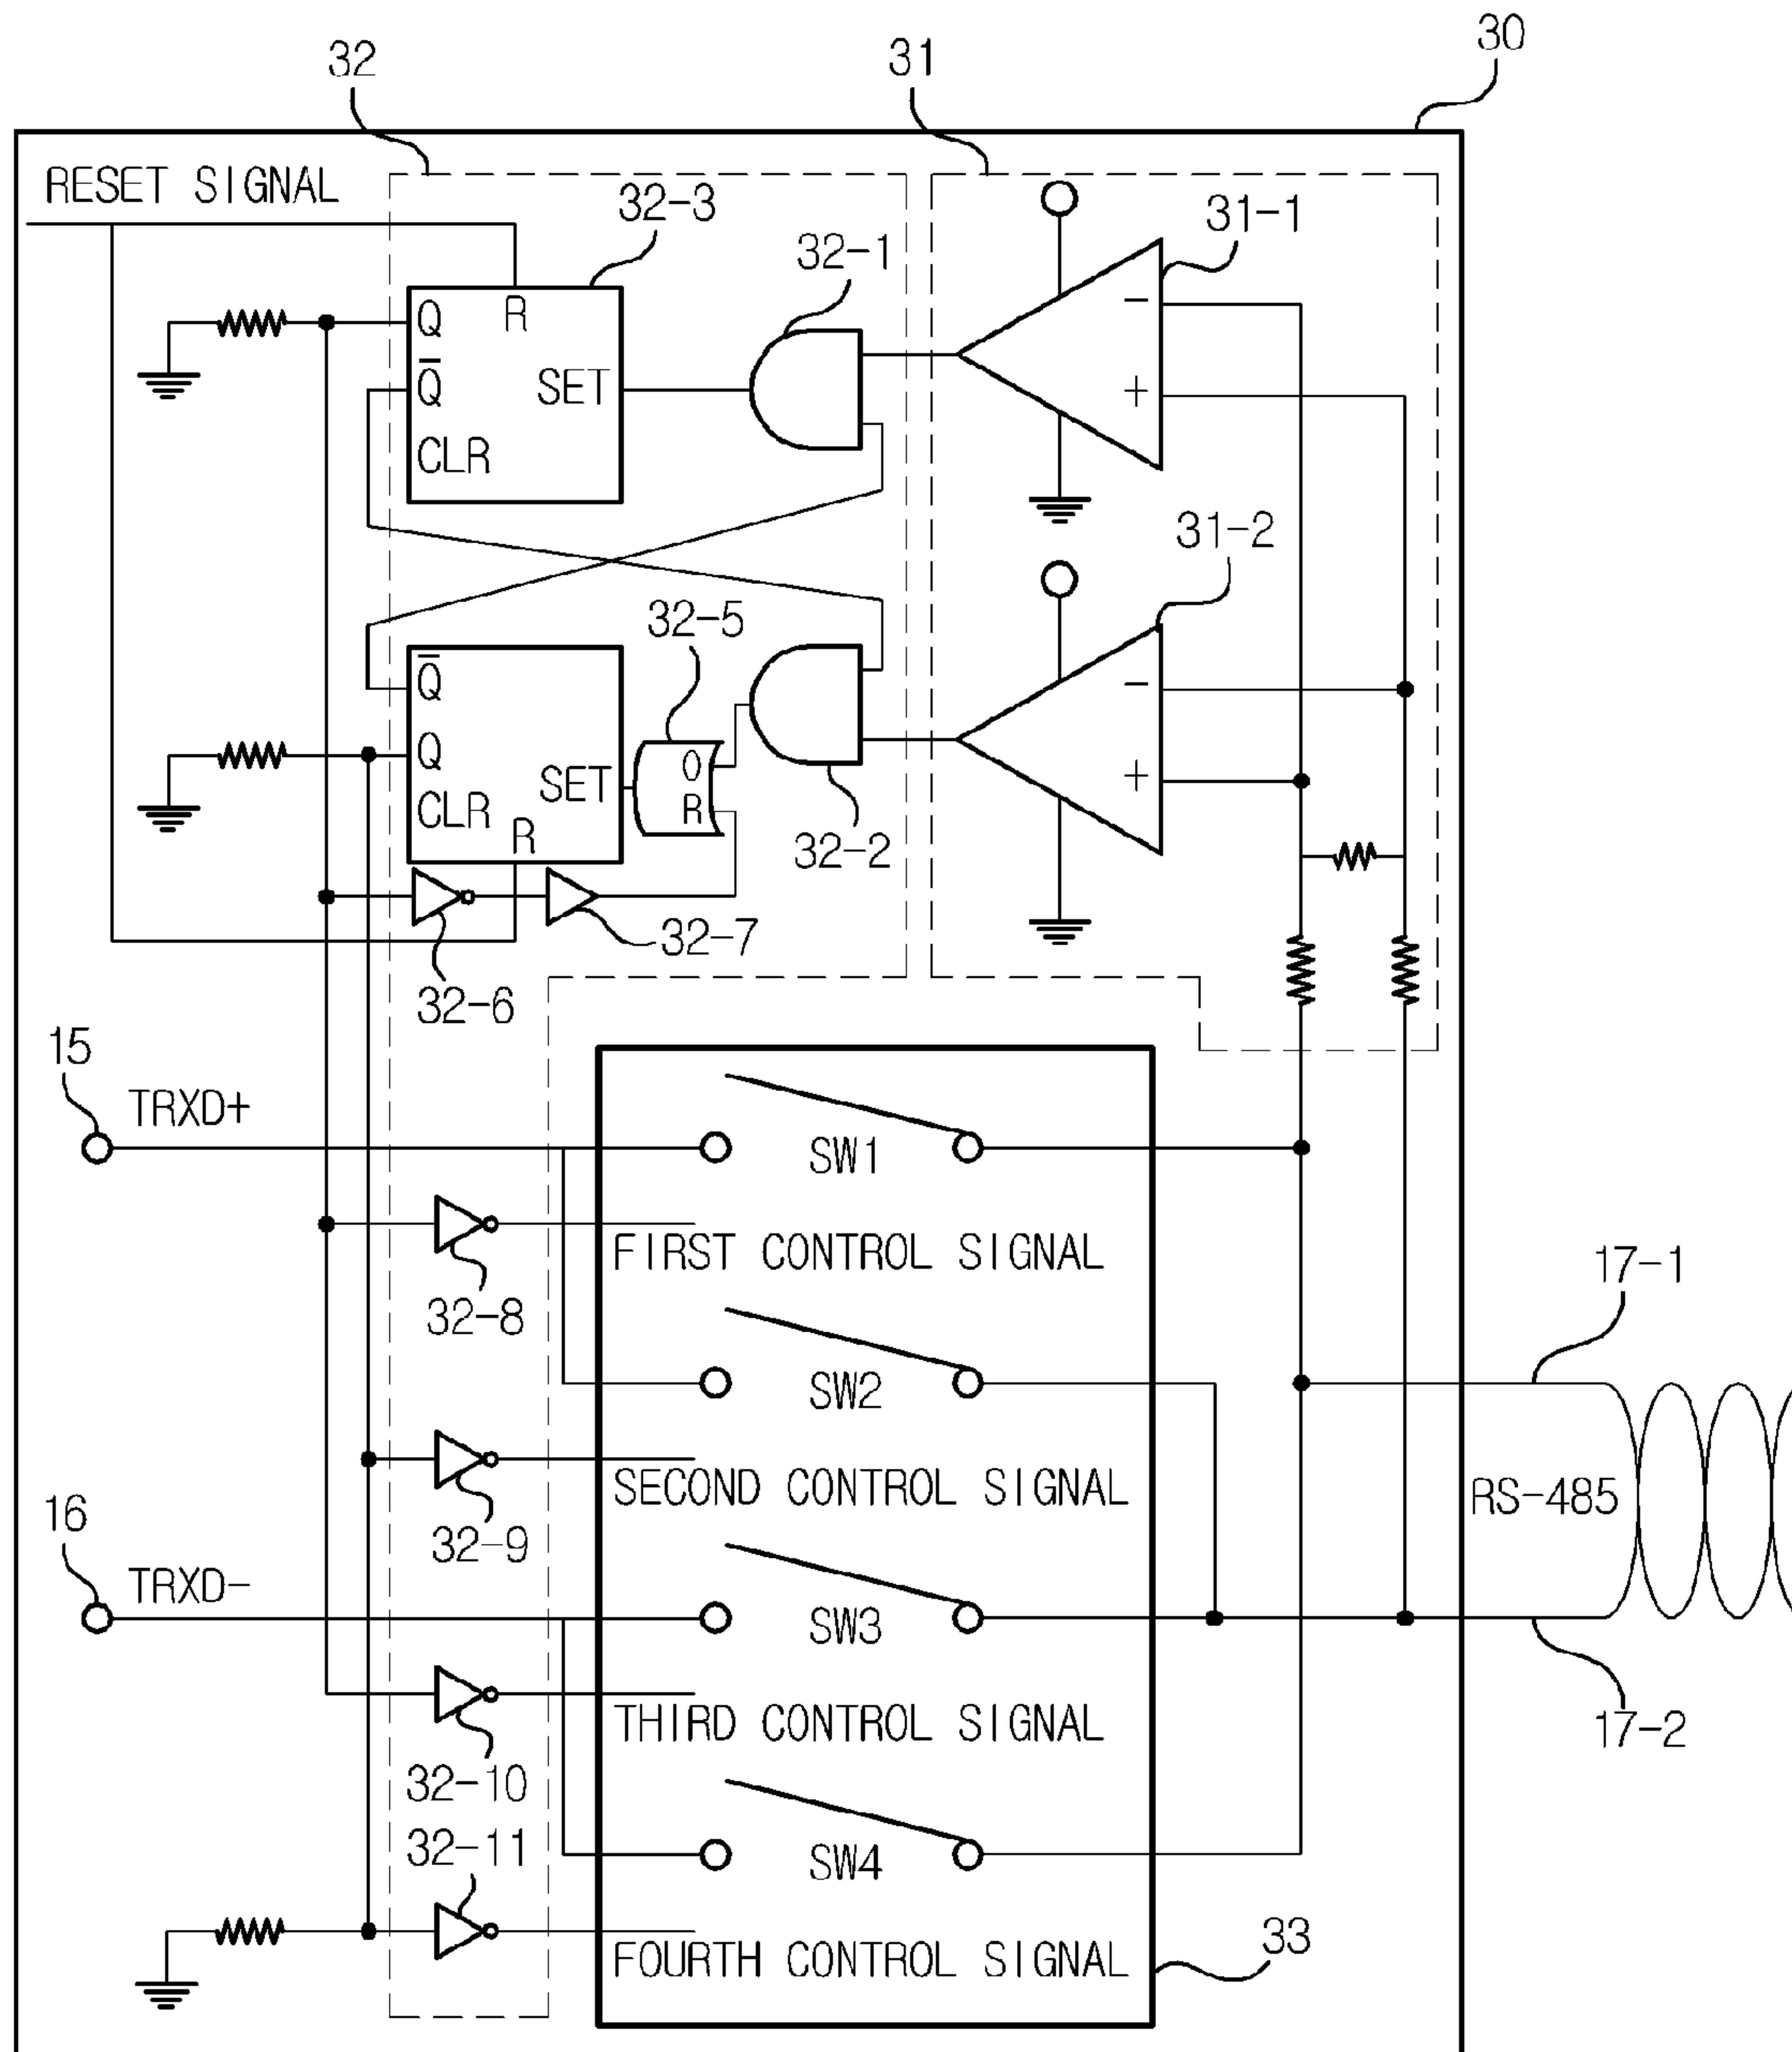 30
32
31
RESET SIGNAL
32-3
32-1
31-1
Q
R
Q̅
SET
CLR
−
+
31-2
32-5
Q̅
Q
SET
CLR
R
O
R
32-2
−
+
32-7
32-6
15
TRXD+
SW1
FIRST CONTROL SIGNAL
32-8
17-1
SW2
SECOND CONTROL SIGNAL
32-9
RS-485
16
TRXD-
SW3
THIRD CONTROL SIGNAL
32-10
17-2
32-11
SW4
FOURTH CONTROL SIGNAL
33